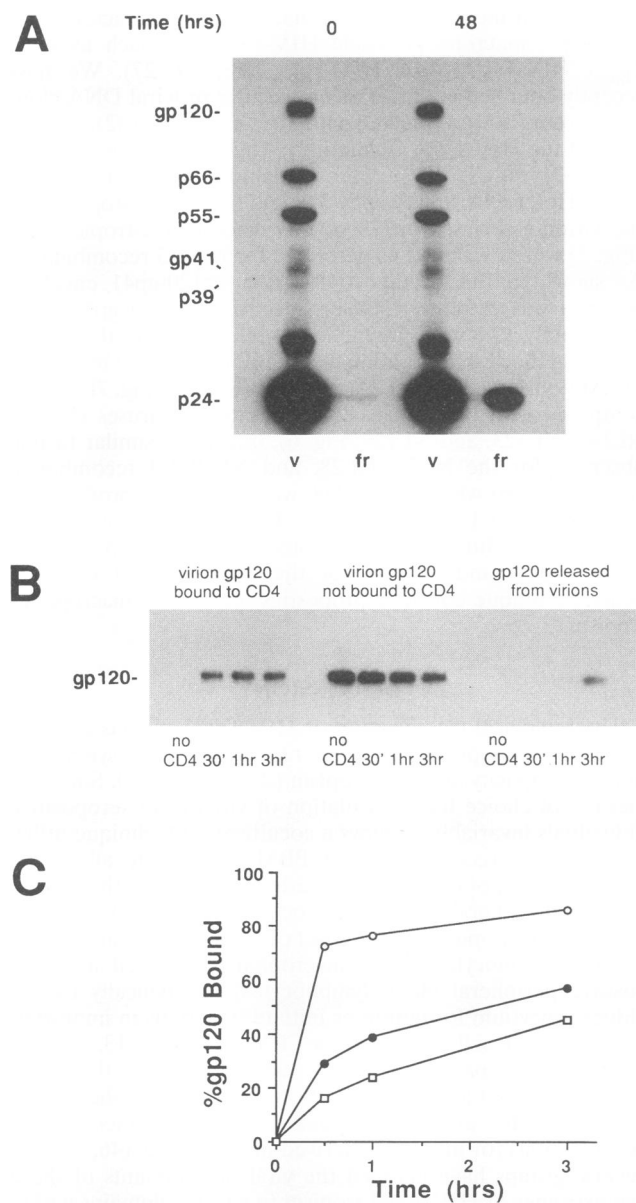 A
Time (hrs) 0 48
gp120-
p66-
p55-
gp41
p39
p24-
v fr v fr
B
virion gp120 bound to CD4
virion gp120 not bound to CD4
gp120 released from virions
gp120-
no CD4 30' 1hr 3hr
no CD4 30' 1hr 3hr
no CD4 30' 1hr 3hr
C
%gp120 Bound
100
80
60
40
20
0
0 1 2 3
Time (hrs)